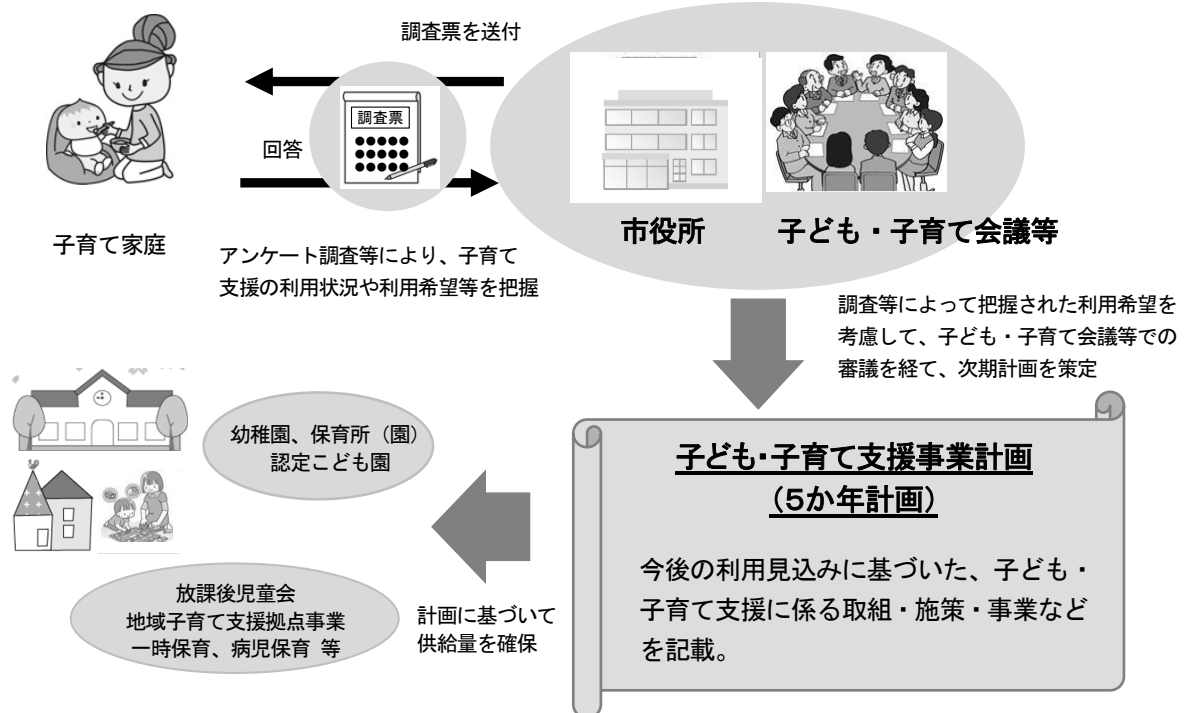 調査票を送付
調査票
回答
子育て家庭
アンケート調査等により、子育て
支援の利用状況や利用希望等を把握
市役所
子ども・子育て会議等
調査等によって把握された利用希望を
考慮して、子ども・子育て会議等での
審議を経て、次期計画を策定
子ども・子育て支援事業計画
（5か年計画）
今後の利用見込みに基づいた、子ども・
子育て支援に係る取組・施策・事業など
を記載。
計画に基づいて
供給量を確保
幼稚園、保育所（園）
認定こども園
放課後児童会
地域子育て支援拠点事業
一時保育、病児保育 等